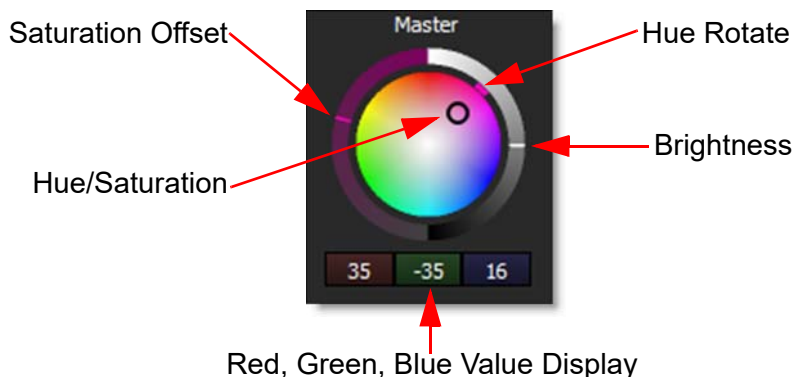 Master
Saturation Offset
Hue Rotate
Brightness
Hue/Saturation
35 -35 16
Red, Green, Blue Value Display